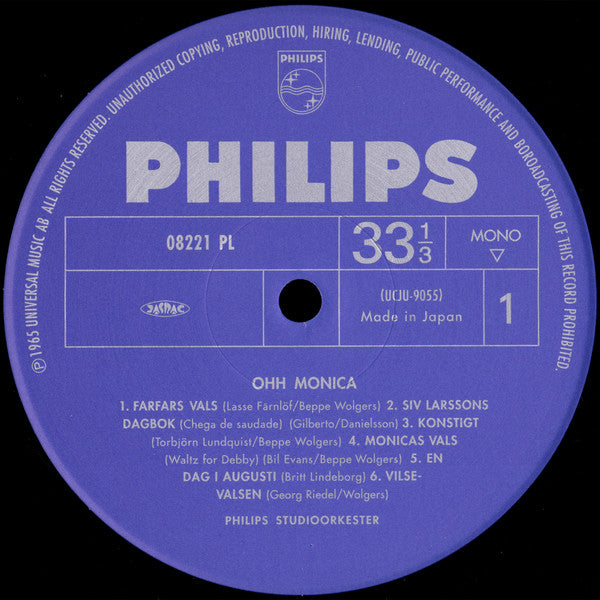 ℗1965 UNIVERSAL MUSIC AB ALL RIGHTS RESERVED. UNAUTHORIZED COPYING, REPRODUCTION, HIRING, LENDING, PUBLIC PERFORMANCE AND BOROADCASTING OF THIS RECORD PROHIBITED.
PHILIPS
PHILIPS
08221 PL
33 1/3
MONO
▽
JASRAC
(UCJU-9055)
Made in Japan
1
OHH MONICA
1. FARFARS VALS (Lasse Färnlöf/Beppe Wolgers) 2. SIV LARSSONS
DAGBOK (Chega de saudade) (Gilberto/Danielsson) 3. KONSTIGT
(Torbjörn Lundquist/Beppe Wolgers) 4. MONICAS VALS
(Waltz for Debby) (Bil Evans/Beppe Wolgers) 5. EN
DAG I AUGUSTI (Britt Lindeborg) 6. VILSE-
VALSEN (Georg Riedel/Wolgers)
PHILIPS STUDIOORKESTER